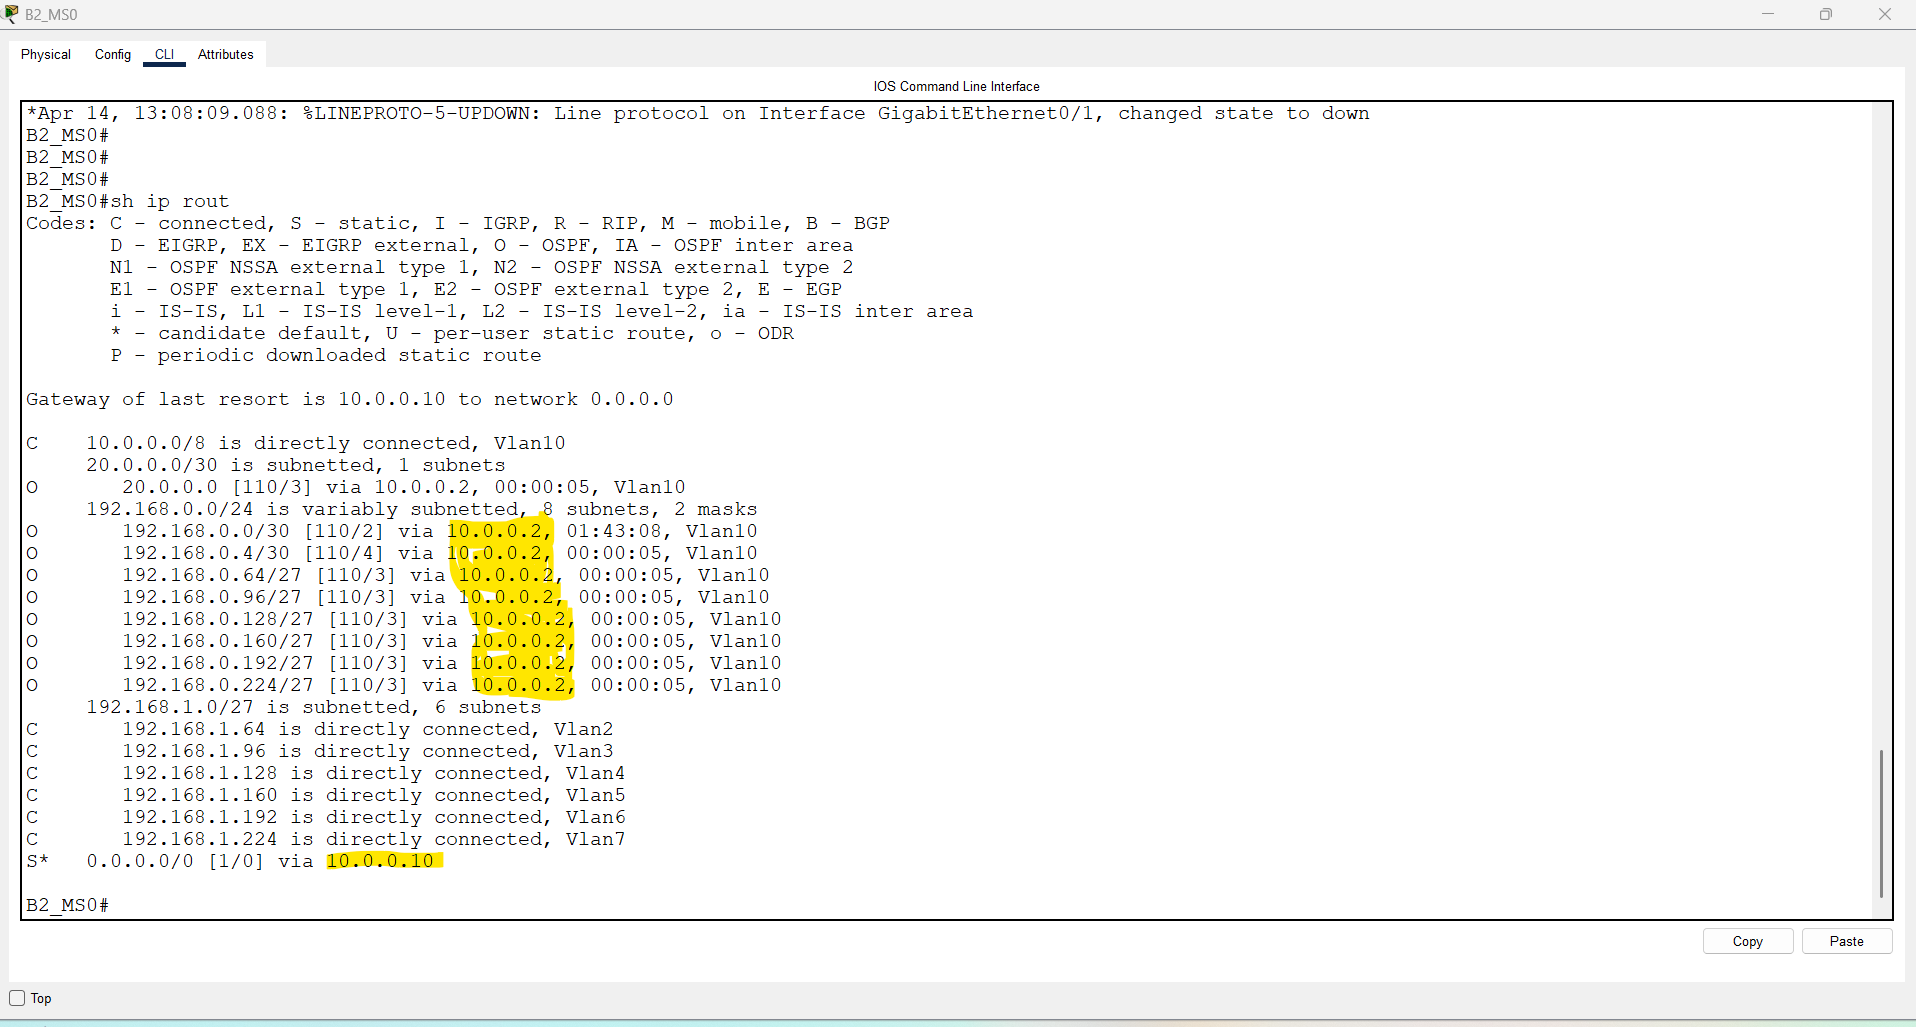 B2_MS0
Physical Config CLI Attributes
IOS Command Line Interface
*Apr 14, 13:08:09.088: %LINEPROTO-5-UPDOWN: Line protocol on Interface GigabitEthernet0/1, changed state to down
B2_MS0#
B2_MS0#
B2_MS0#
B2_MS0#sh ip rout
Codes: C - connected, S - static, I - IGRP, R - RIP, M - mobile, B - BGP
D - EIGRP, EX - EIGRP external, O - OSPF, IA - OSPF inter area
N1 - OSPF NSSA external type 1, N2 - OSPF NSSA external type 2
E1 - OSPF external type 1, E2 - OSPF external type 2, E - EGP
i - IS-IS, L1 - IS-IS level-1, L2 - IS-IS level-2, ia - IS-IS inter area
* - candidate default, U - per-user static route, o - ODR
P - periodic downloaded static route
Gateway of last resort is 10.0.0.10 to network 0.0.0.0
C 10.0.0.0/8 is directly connected, Vlan10
20.0.0.0/30 is subnetted, 1 subnets
O 20.0.0.0 [110/3] via 10.0.0.2, 00:00:05, Vlan10
192.168.0.0/24 is variably subnetted, 8 subnets, 2 masks
O 192.168.0.0/30 [110/2] via 10.0.0.2, 01:43:08, Vlan10
O 192.168.0.4/30 [110/4] via 10.0.0.2, 00:00:05, Vlan10
O 192.168.0.64/27 [110/3] via 10.0.0.2, 00:00:05, Vlan10
O 192.168.0.96/27 [110/3] via 10.0.0.2, 00:00:05, Vlan10
O 192.168.0.128/27 [110/3] via 10.0.0.2, 00:00:05, Vlan10
O 192.168.0.160/27 [110/3] via 10.0.0.2, 00:00:05, Vlan10
O 192.168.0.192/27 [110/3] via 10.0.0.2, 00:00:05, Vlan10
O 192.168.0.224/27 [110/3] via 10.0.0.2, 00:00:05, Vlan10
192.168.1.0/27 is subnetted, 6 subnets
C 192.168.1.64 is directly connected, Vlan2
C 192.168.1.96 is directly connected, Vlan3
C 192.168.1.128 is directly connected, Vlan4
C 192.168.1.160 is directly connected, Vlan5
C 192.168.1.192 is directly connected, Vlan6
C 192.168.1.224 is directly connected, Vlan7
S* 0.0.0.0/0 [1/0] via 10.0.0.10
B2_MS0#
Copy Paste
Top